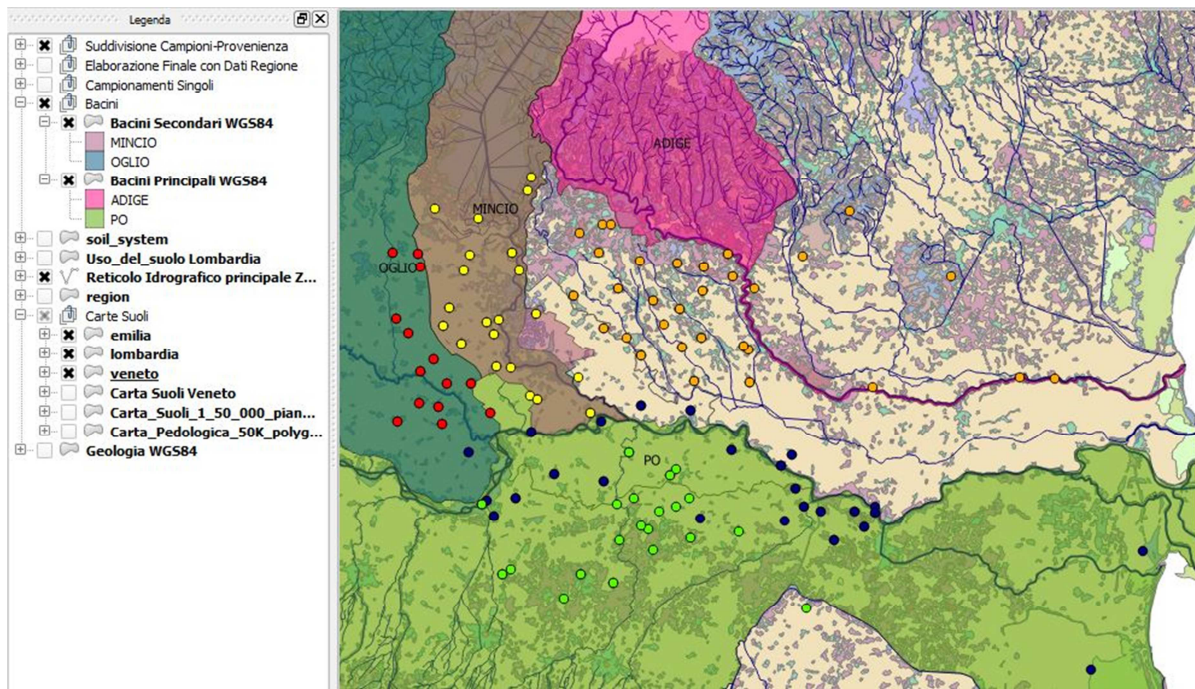 Legenda
Suddivisione Campioni-Provenienza
Elaborazione Finale con Dati Regione
Campionamenti Singoli
Bacini
Bacini Secondari WGS84
MINCIO
OGLIO
Bacini Principali WGS84
ADIGE
PO
soil_system
Uso_del_suolo Lombardia
Reticolo Idrografico principale Z...
region
Carte Suoli
emilia
lombardia
veneto
Carta Suoli Veneto
Carta_Suoli_1_50_000_pian...
Carta_Pedologica_50K_polyg...
Geologia WGS84
ADIGE
MINCIO
OGLIO
PO